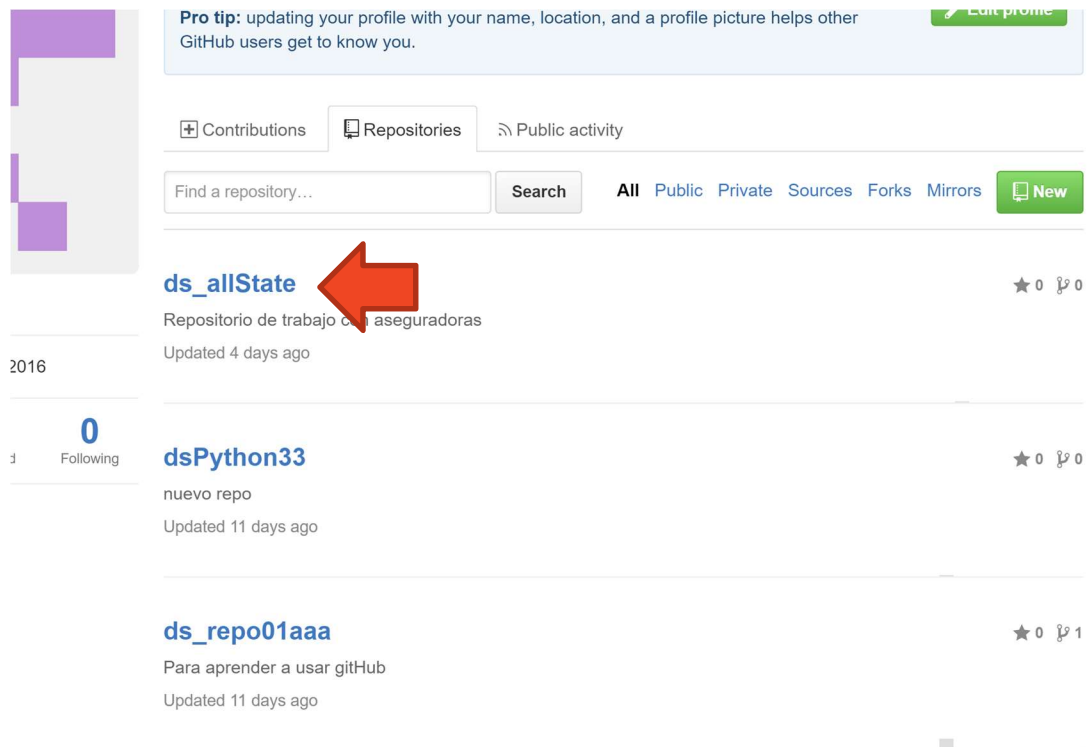 Pro tip: updating your profile with your name, location, and a profile picture helps other
GitHub users get to know you.
Edit profile
Contributions
Repositories
Public activity
Find a repository…
Search
All Public Private Sources Forks Mirrors
New
ds_allState
0 0
Repositorio de trabajo con aseguradoras
Updated 4 days ago
2016
0
Following
dsPython33
0 0
nuevo repo
Updated 11 days ago
ds_repo01aaa
0 1
Para aprender a usar gitHub
Updated 11 days ago